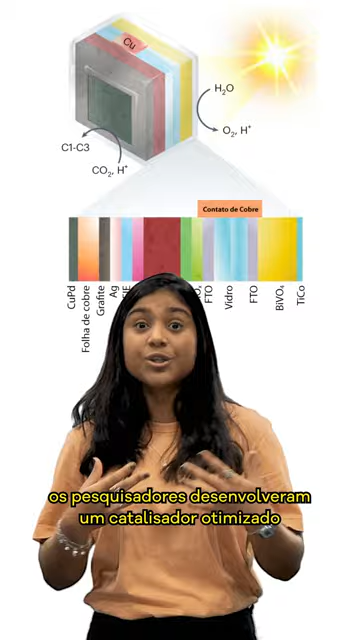 Cu
H₂O
O₂, H⁺
C1-C3
CO₂, H⁺
Contato de Cobre
CuPd
Folha de cobre
Grafite
Ag
FTO
Vidro
FTO
BiVO₄
TiCo
os pesquisadores desenvolveram
um catalisador otimizado